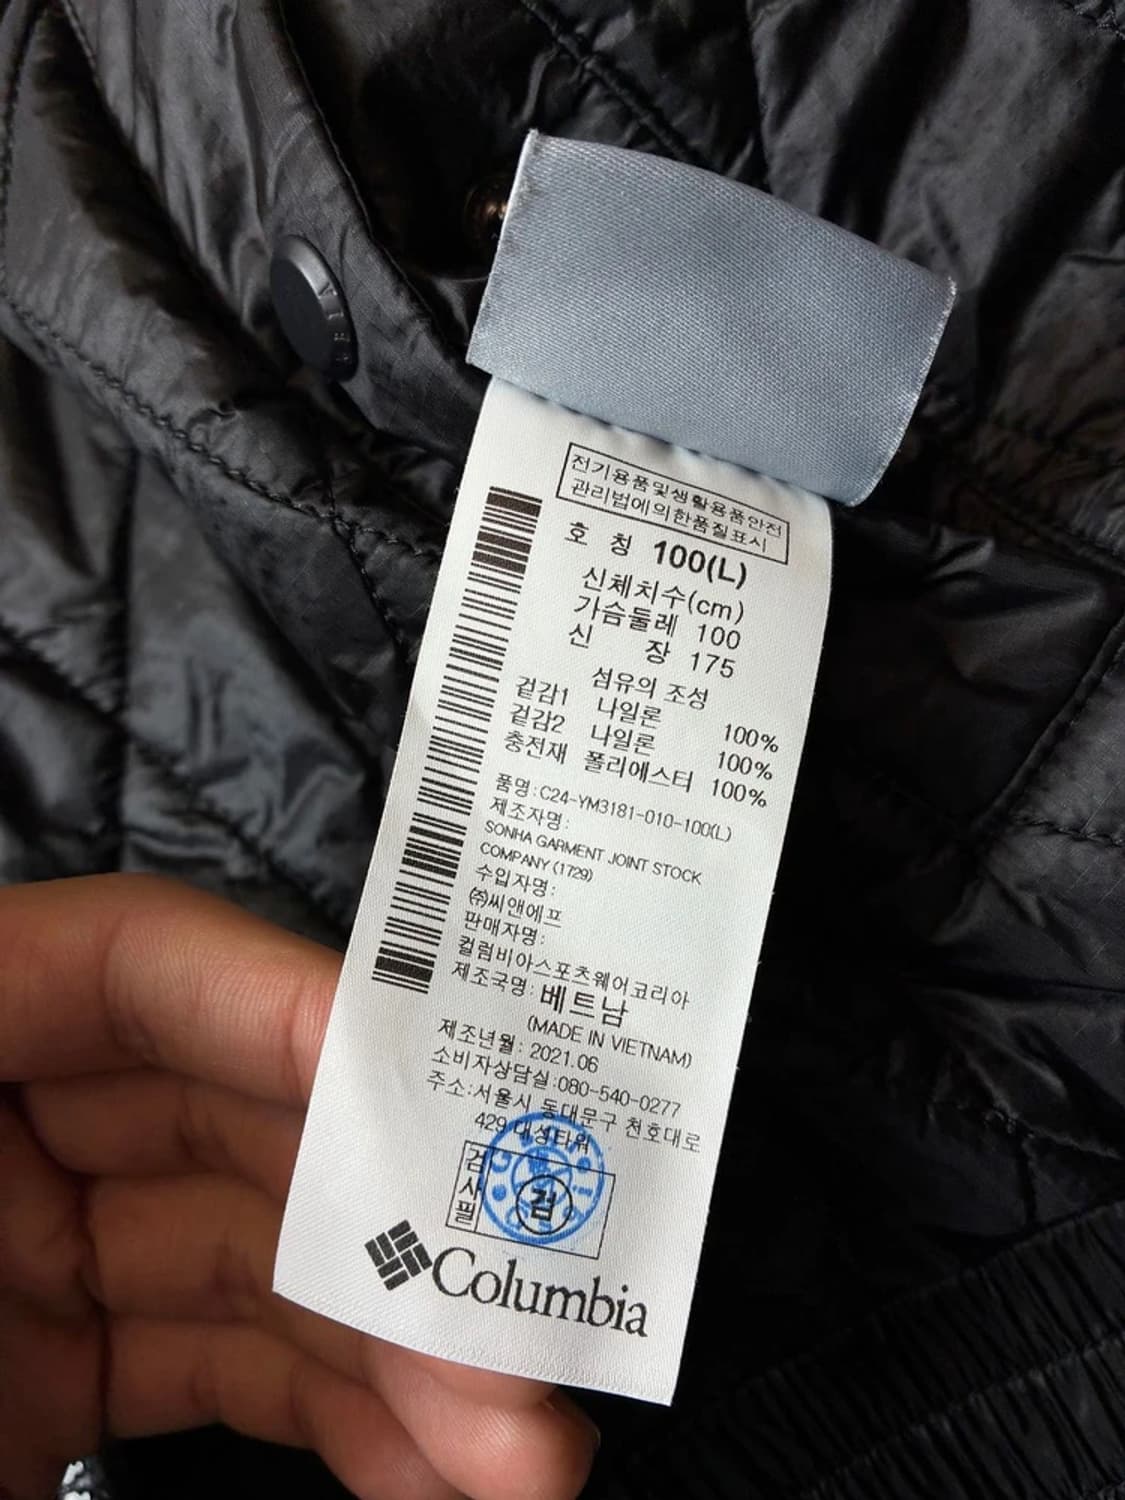 전기용품및생활용품안전
관리법에의한품질표시
호 칭 100(L)
신체치수(cm)
가슴둘레 100
신 장 175
섬유의 조성
겉감1 나일론 100%
겉감2 나일론 100%
충전재 폴리에스터 100%
품명:C24-YM3181-010-100(L)
제조자명:
SONHA GARMENT JOINT STOCK
COMPANY (1729)
수입자명:
㈜씨앤에프
판매자명:
컬럼비아스포츠웨어코리아
제조국명: 베트남
(MADE IN VIETNAM)
제조년월: 2021.06
소비자상담실:080-540-0277
주소:서울시 동대문구 천호대로
429 대성타워
검사필
검
Columbia